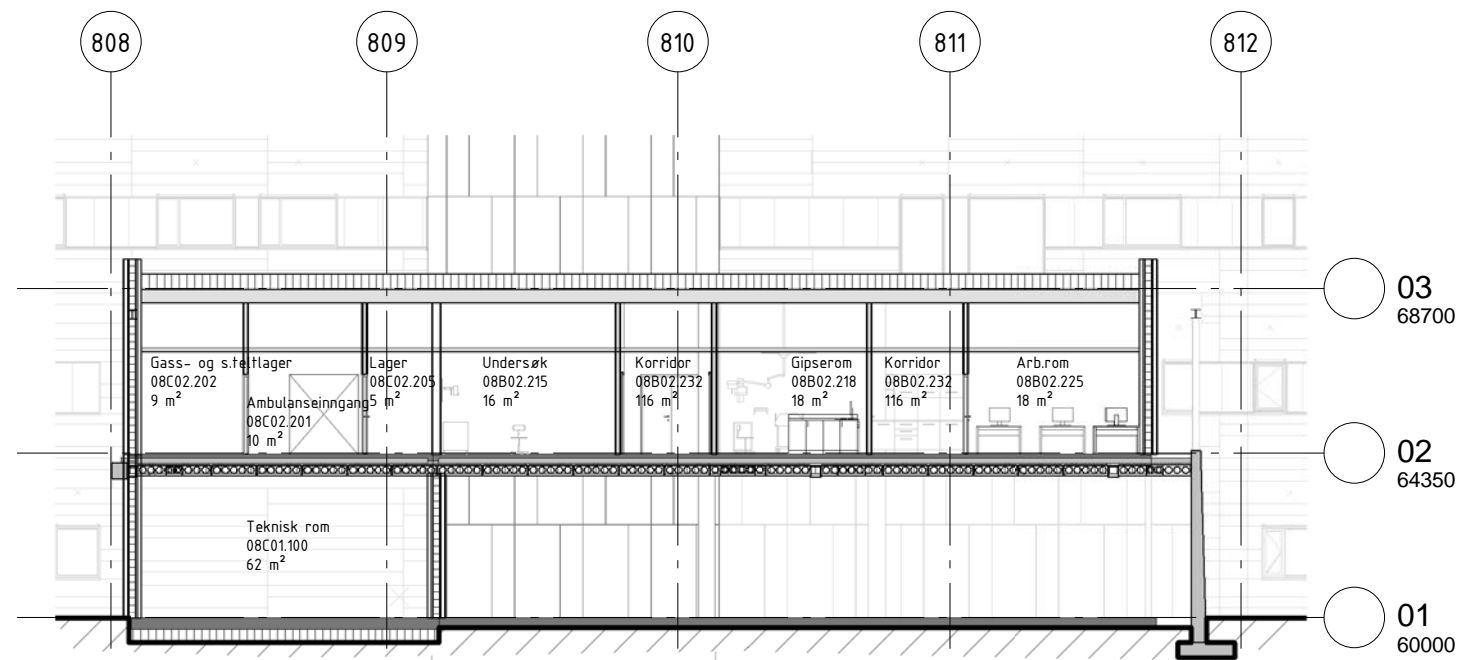 808
809
810
811
812
03
68700
Gass- og s.teltlager
08C02.202
9 m²
Ambulanseinngang
08C02.201
10 m²
Lager
08C02.205
5 m²
Undersøk
08B02.215
16 m²
Korridor
08B02.232
116 m²
Gipserom
08B02.218
18 m²
Korridor
08B02.232
116 m²
Arb.rom
08B02.225
18 m²
02
64350
Teknisk rom
08C01.100
62 m²
01
60000